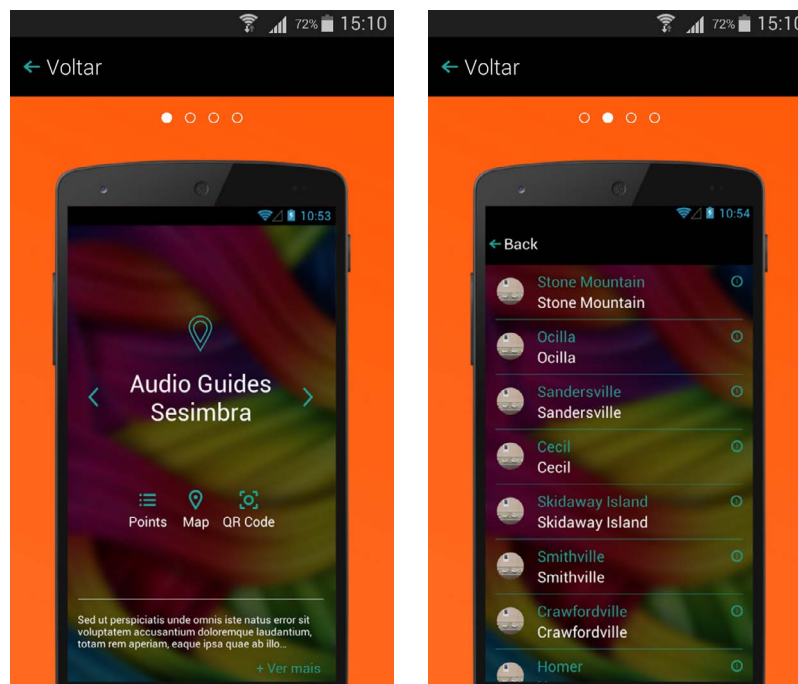 72% 15:10
Voltar
10:53
Audio Guides
Sesimbra
Points Map QR Code
Sed ut perspiciatis unde omnis iste natus error sit
voluptatem accusantium doloremque laudantium,
totam rem aperiam, eaque ipsa quae ab illo...
+ Ver mais
72% 15:10
Voltar
10:54
Back
Stone Mountain
Stone Mountain
Ocilla
Ocilla
Sandersville
Sandersville
Cecil
Cecil
Skidaway Island
Skidaway Island
Smithville
Smithville
Crawfordville
Crawfordville
Homer